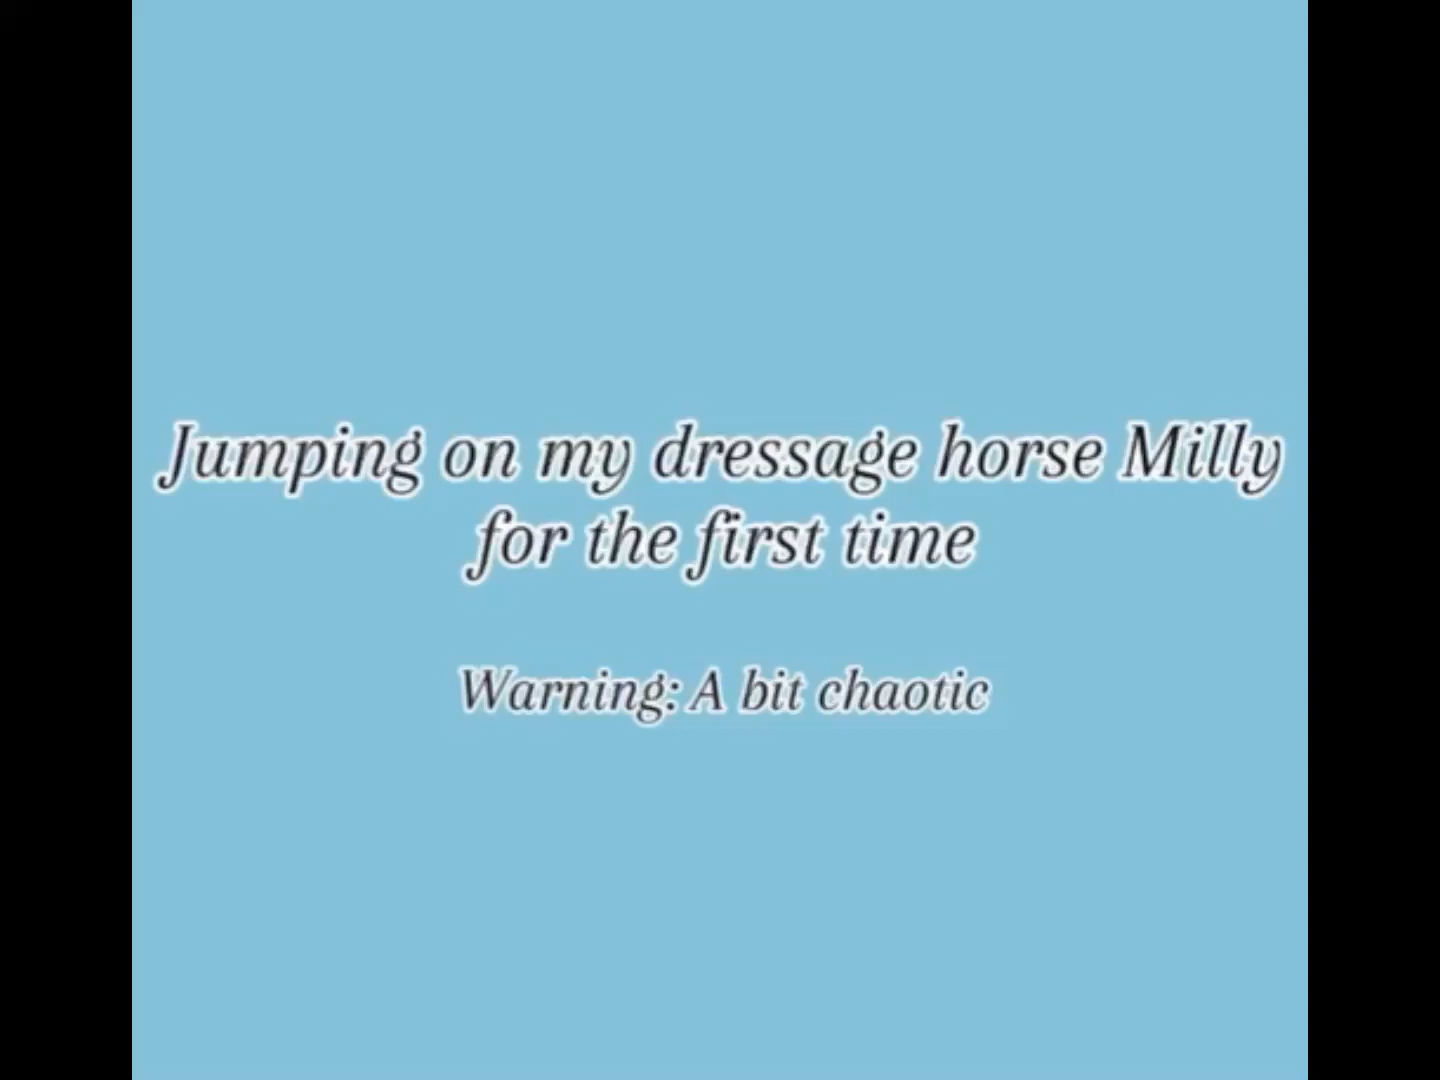 Jumping on my dressage horse Milly
for the first time
Warning: A bit chaotic